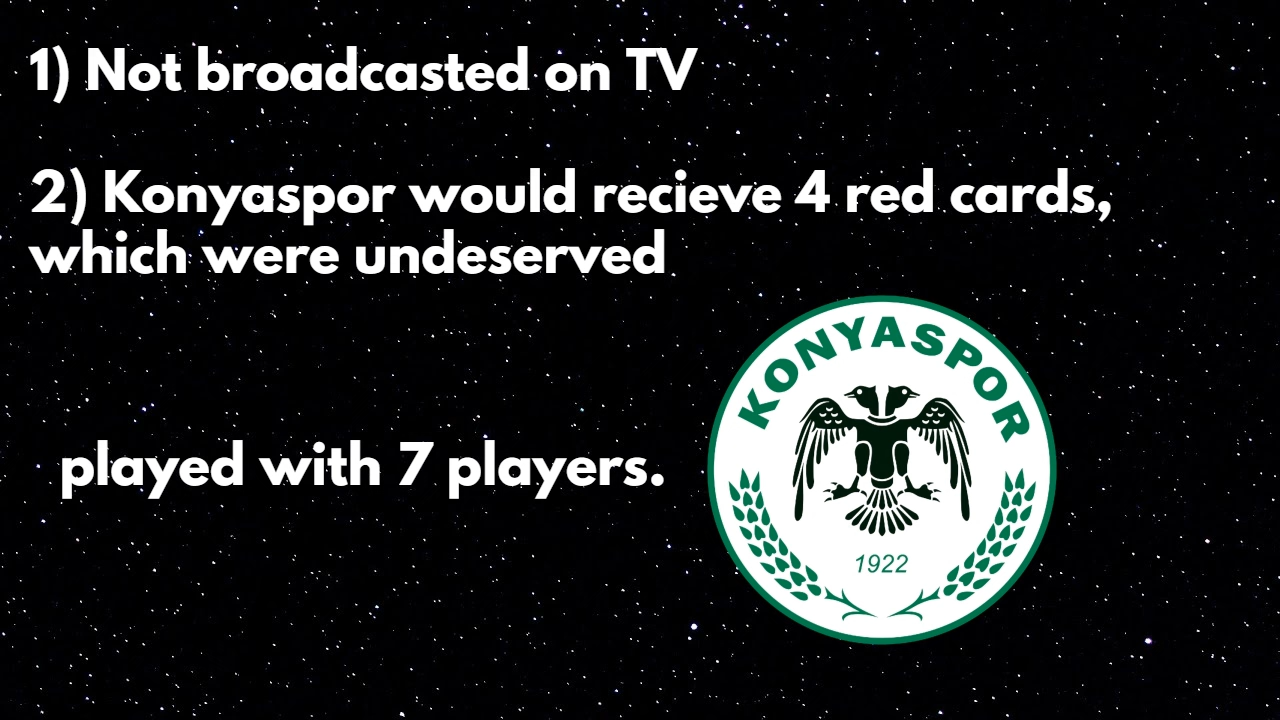 1) Not broadcasted on TV
2) Konyaspor would recieve 4 red cards,
which were undeserved
played with 7 players.
KONYASPOR
1922